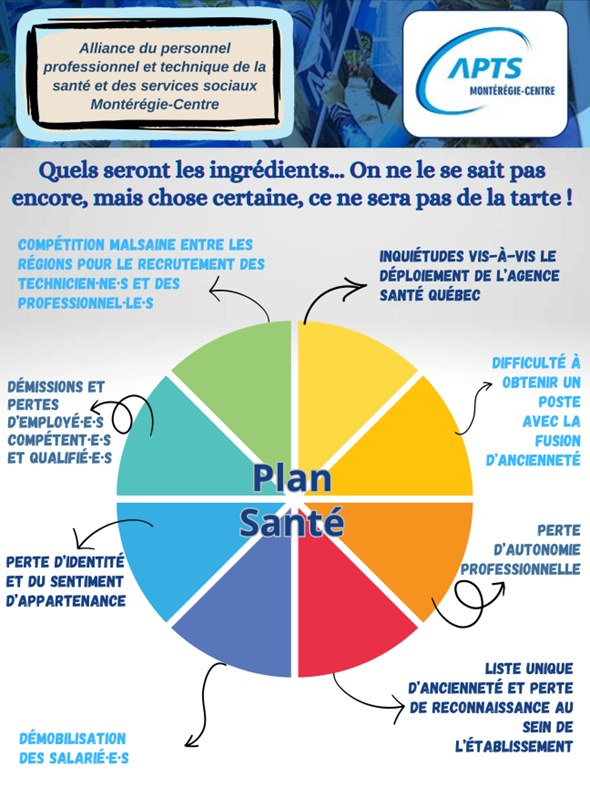 Alliance du personnel
professionnel et technique de la
santé et des services sociaux
Montérégie-Centre
APTS
MONTÉRÉGIE-CENTRE
Quels seront les ingrédients... On ne le se sait pas
encore, mais chose certaine, ce ne sera pas de la tarte !
COMPÉTITION MALSAINE ENTRE LES
RÉGIONS POUR LE RECRUTEMENT DES
TECHNICIEN·NE·S ET DES
PROFESSIONNEL·LE·S
INQUIÉTUDES VIS-À-VIS LE
DÉPLOIEMENT DE L'AGENCE
SANTÉ QUÉBEC
DIFFICULTÉ À
OBTENIR UN
POSTE
AVEC LA
FUSION
D'ANCIENNETÉ
DÉMISSIONS ET
PERTES
D'EMPLOYÉ·E·S
COMPÉTENT·E·S
ET QUALIFIÉ·E·S
Plan
Santé
PERTE
D'AUTONOMIE
PROFESSIONNELLE
PERTE D'IDENTITÉ
ET DU SENTIMENT
D'APPARTENANCE
LISTE UNIQUE
D'ANCIENNETÉ ET PERTE
DE RECONNAISSANCE AU
SEIN DE
L'ÉTABLISSEMENT
DÉMOBILISATION
DES SALARIÉ·E·S